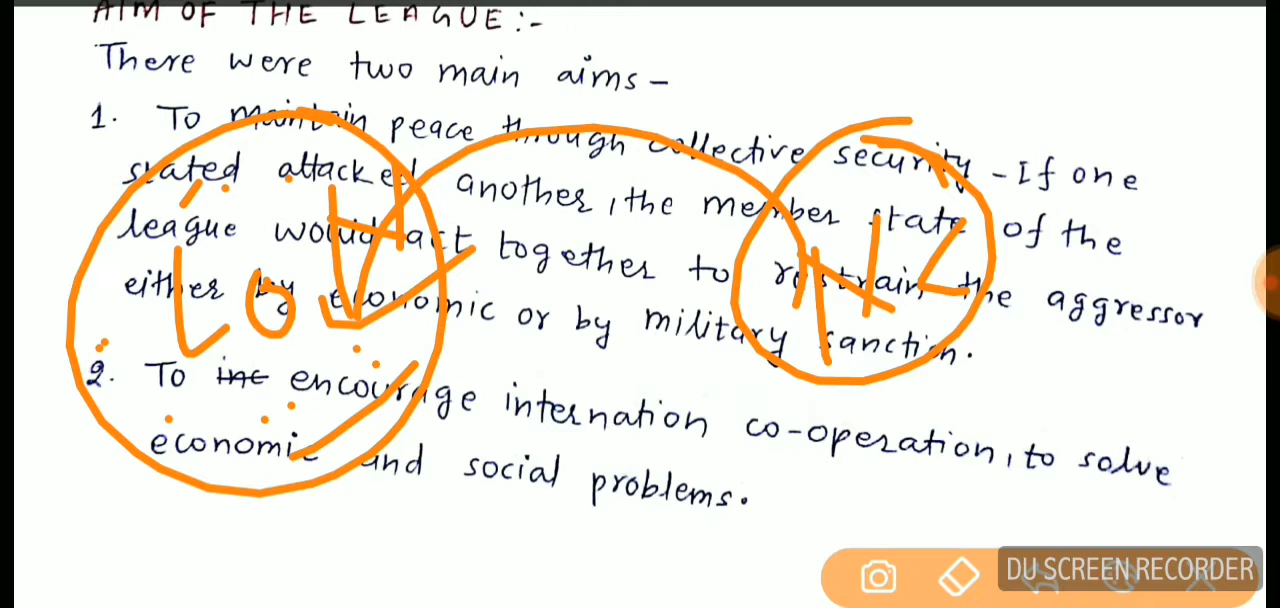 AIM OF THE LEAGUE :-
There were two main aims -
1. To maintain peace through collective security - If one
stated attacked another, the member state of the
league would act together to restrain the aggressor
either by economic or by military sanction.
2. To inc encourage internation co-operation, to solve
economic and social problems.
LON
DU SCREEN RECORDER